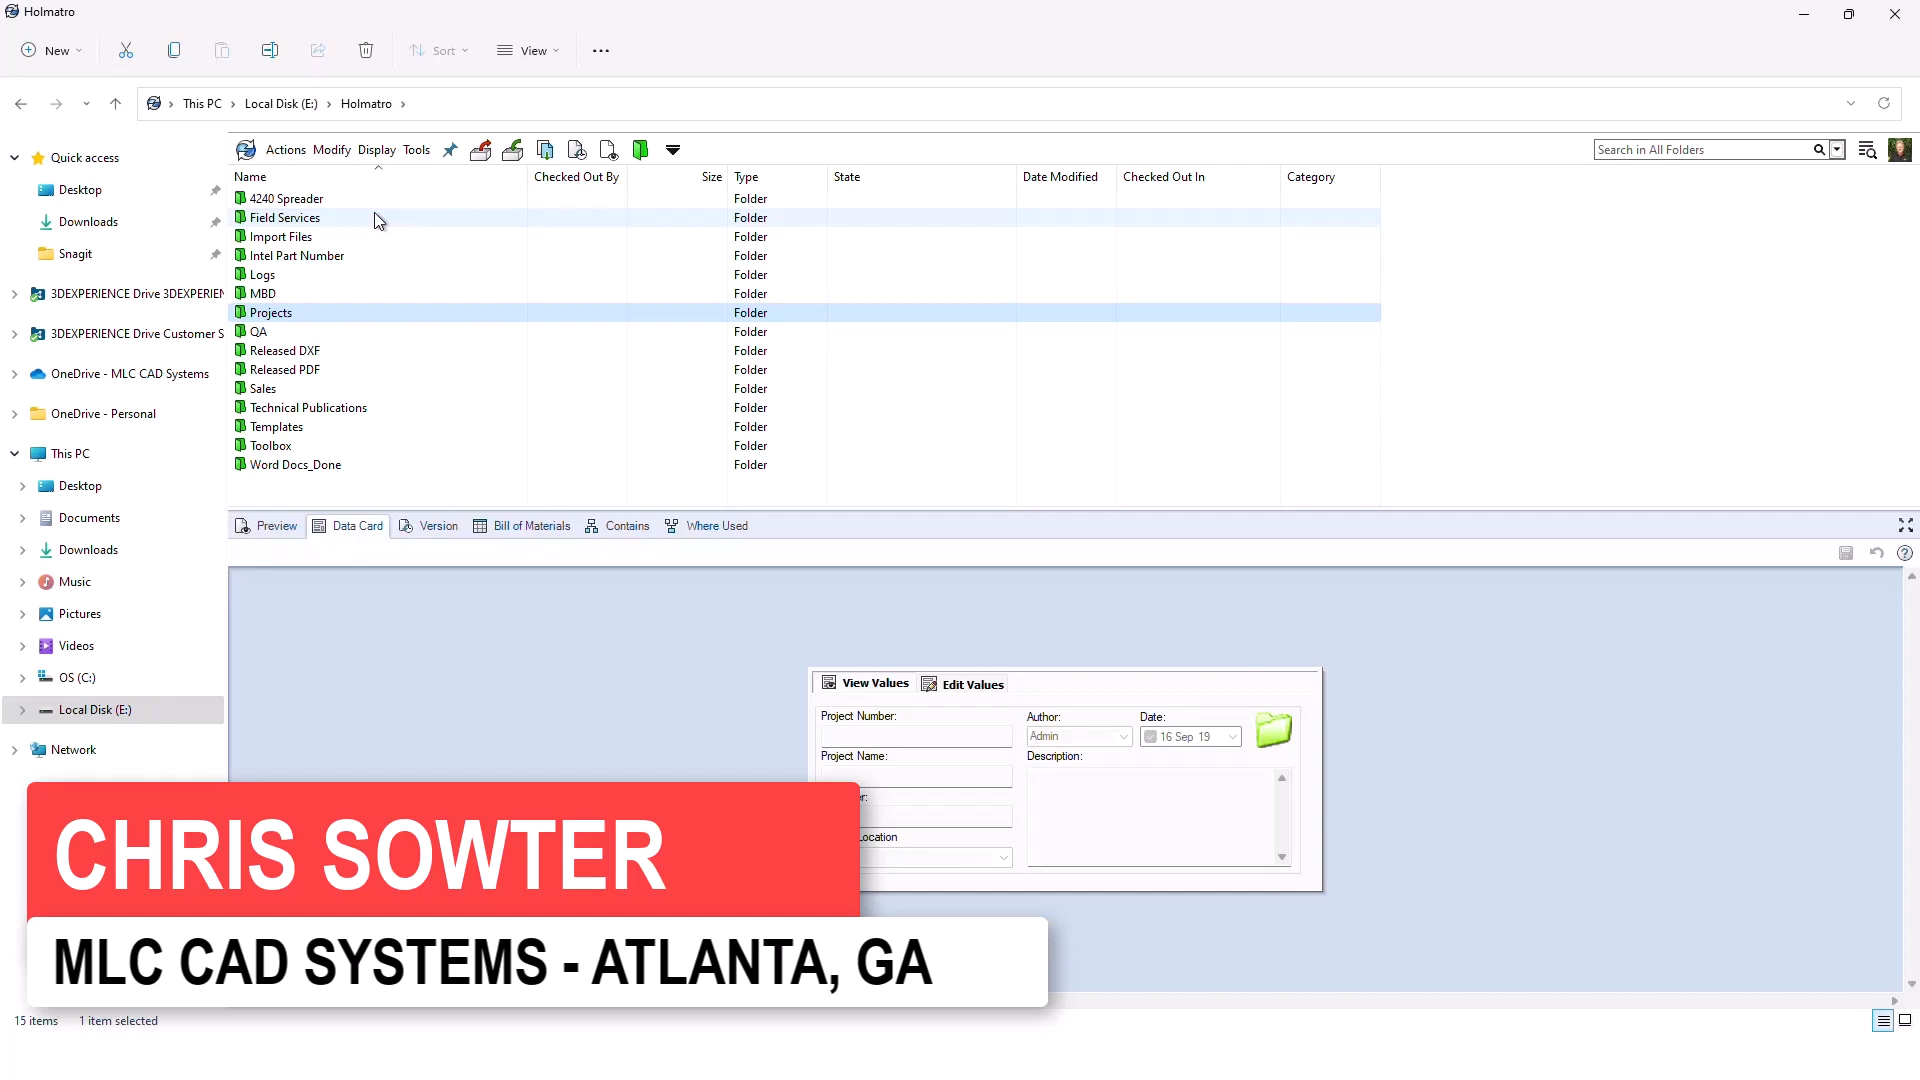 Holmatro
New
Sort
View
This PC
Local Disk (E:)
Holmatro
Quick access
Desktop
Downloads
Snagit
3DEXPERIENCE Drive 3DEXPERIEN
3DEXPERIENCE Drive Customer S
OneDrive - MLC CAD Systems
OneDrive - Personal
This PC
Desktop
Documents
Downloads
Music
Pictures
Videos
OS (C:)
Local Disk (E:)
Network
Actions Modify Display Tools
Search in All Folders
Name Checked Out By Size Type State Date Modified Checked Out In Category
4240 Spreader Folder
Field Services Folder
Import Files Folder
Intel Part Number Folder
Logs Folder
MBD Folder
Projects Folder
QA Folder
Released DXF Folder
Released PDF Folder
Sales Folder
Technical Publications Folder
Templates Folder
Toolbox Folder
Word Docs_Done Folder
Preview Data Card Version Bill of Materials Contains Where Used
View Values Edit Values
Project Number: Author: Date:
Admin 16 Sep 19
Project Name: Description:
er:
Location
CHRIS SOWTER
MLC CAD SYSTEMS - ATLANTA, GA
15 items 1 item selected